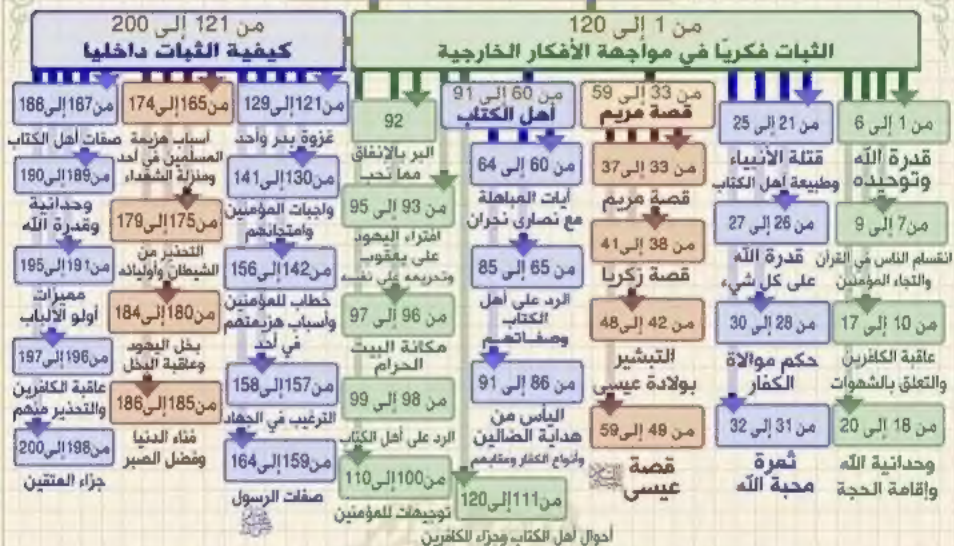 من 1 إلى 120
الثبات فكريًا في مواجهة الأفكار الخارجية
من 1 إلى 6
قدرة الله
وتوحيده
من 7 إلى 9
انقسام الناس في القرآن
والتجاء المؤمنين
من 10 إلى 17
عاقبة الكافرين
والتعلق بالشهوات
من 18 إلى 20
وحدانية الله
وإقامة الحجة
من 21 إلى 25
قتلة الأنبياء
وطبيعة أهل الكتاب
من 26 إلى 27
قدرة الله
على كل شيء
من 28 إلى 30
حكم موالاة
الكفار
من 31 إلى 32
ثمرة
محبة الله
من 33 إلى 59
قصة مريم
من 33 إلى 37
قصة مريم
من 38 إلى 41
قصة زكريا
من 42 إلى 48
التبشير
بولادة عيسى
من 49 إلى 59
قصة
عيسى
من 60 إلى 91
أهل الكتاب
من 60 إلى 64
آيات المباهلة
مع نصارى نجران
من 65 إلى 85
الرد على أهل
الكتاب
وصفاتهم
من 86 إلى 91
اليأس من
هداية الضالين
وأنواع الكفار وعقابهم
92
البر بالإنفاق
مما تحب
من 93 إلى 95
افتراء اليهود
على يعقوب
وتحريمه على نفسه
من 96 إلى 97
مكانة البيت
الحرام
من 98 إلى 99
الرد على أهل الكتاب
من 100 إلى 110
توجيهات للمؤمنين
من 111 إلى 120
أحوال أهل الكتاب وجزاء الكافرين
من 121 إلى 200
كيفية الثبات داخليا
من 121 إلى 129
غزوة بدر وأحد
من 130 إلى 141
واجبات المؤمنين
وامتحانهم
من 142 إلى 156
خطاب للمؤمنين
وأسباب هزيمتهم
في أحد
من 157 إلى 158
الترغيب في الجهاد
من 159 إلى 164
صفات الرسول
من 165 إلى 174
أسباب هزيمة
المسلمين في أحد
ومنزلة الشهداء
من 175 إلى 179
التحذير من
الشيطان وأوليائه
من 180 إلى 184
بخل اليهود
وعاقبة البخل
من 185 إلى 186
فناء الدنيا
وفضل الصبر
من 187 إلى 188
صفات أهل الكتاب
من 189 إلى 190
وحدانية
وقدرة الله
من 191 إلى 195
مميزات
أولو الألباب
من 196 إلى 197
عاقبة الكافرين
والتحذير منهم
من 198 إلى 200
جزاء المتقين